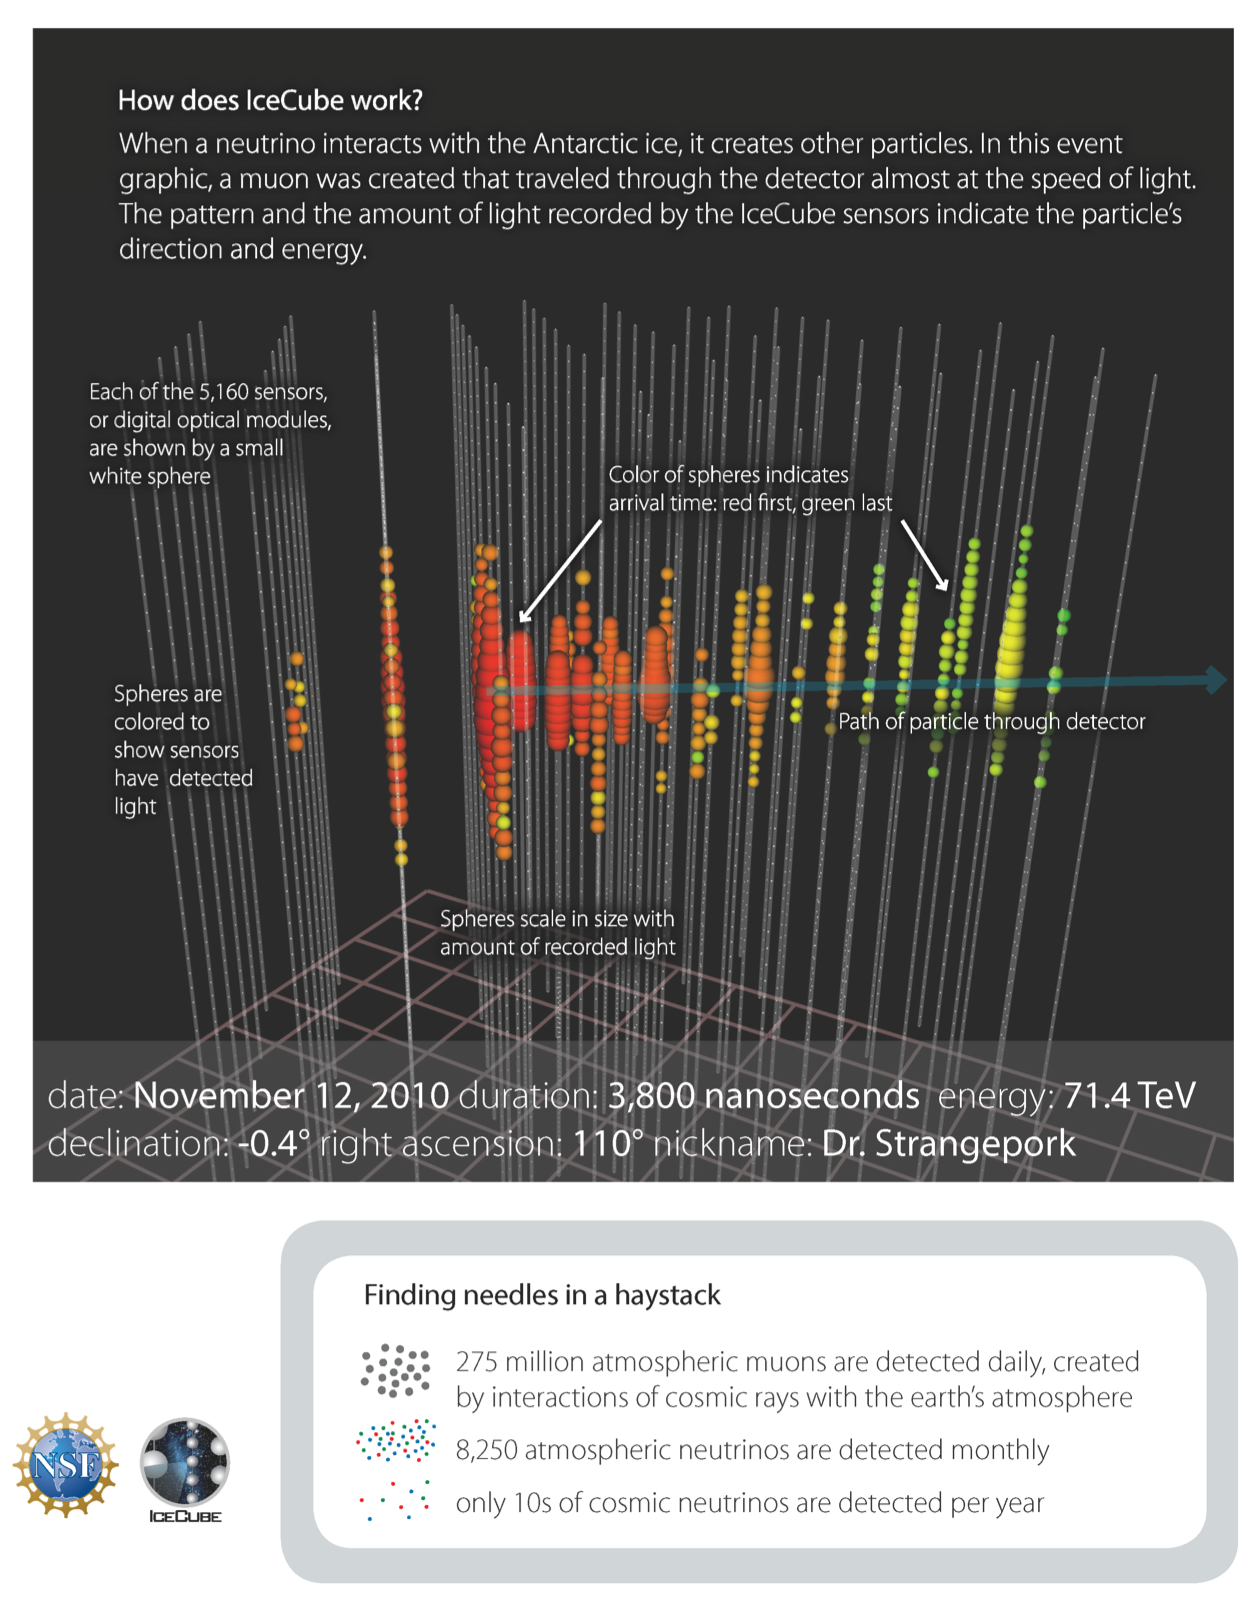 How does IceCube work?
When a neutrino interacts with the Antarctic ice, it creates other particles. In this event
graphic, a muon was created that traveled through the detector almost at the speed of light.
The pattern and the amount of light recorded by the IceCube sensors indicate the particle's
direction and energy.
Each of the 5,160 sensors,
or digital optical modules,
are shown by a small
white sphere
Color of spheres indicates
arrival time: red first, green last
Spheres are
colored to
show sensors
have detected
light
Path of particle through detector
Spheres scale in size with
amount of recorded light
date: November 12, 2010 duration: 3,800 nanoseconds energy: 71.4 TeV
declination: -0.4° right ascension: 110° nickname: Dr. Strangepork
Finding needles in a haystack
275 million atmospheric muons are detected daily, created
by interactions of cosmic rays with the earth's atmosphere
8,250 atmospheric neutrinos are detected monthly
only 10s of cosmic neutrinos are detected per year
NSF
ICECUBE